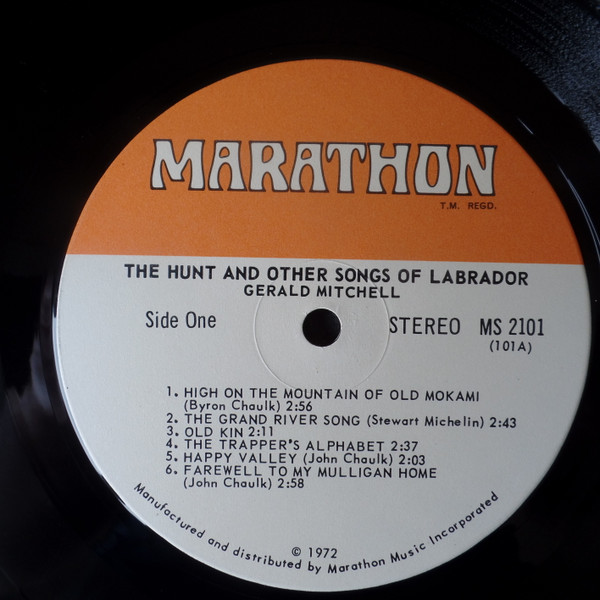 MARATHON
T.M. REGD.
THE HUNT AND OTHER SONGS OF LABRADOR
GERALD MITCHELL
Side One
STEREO MS 2101
(101A)
1. HIGH ON THE MOUNTAIN OF OLD MOKAMI
(Byron Chaulk) 2:56
2. THE GRAND RIVER SONG (Stewart Michelin) 2:43
3. OLD KIN 2:11
4. THE TRAPPER'S ALPHABET 2:37
5. HAPPY VALLEY (John Chaulk) 2:03
6. FAREWELL TO MY MULLIGAN HOME
(John Chaulk) 2:58
© 1972
Manufactured and distributed by Marathon Music Incorporated